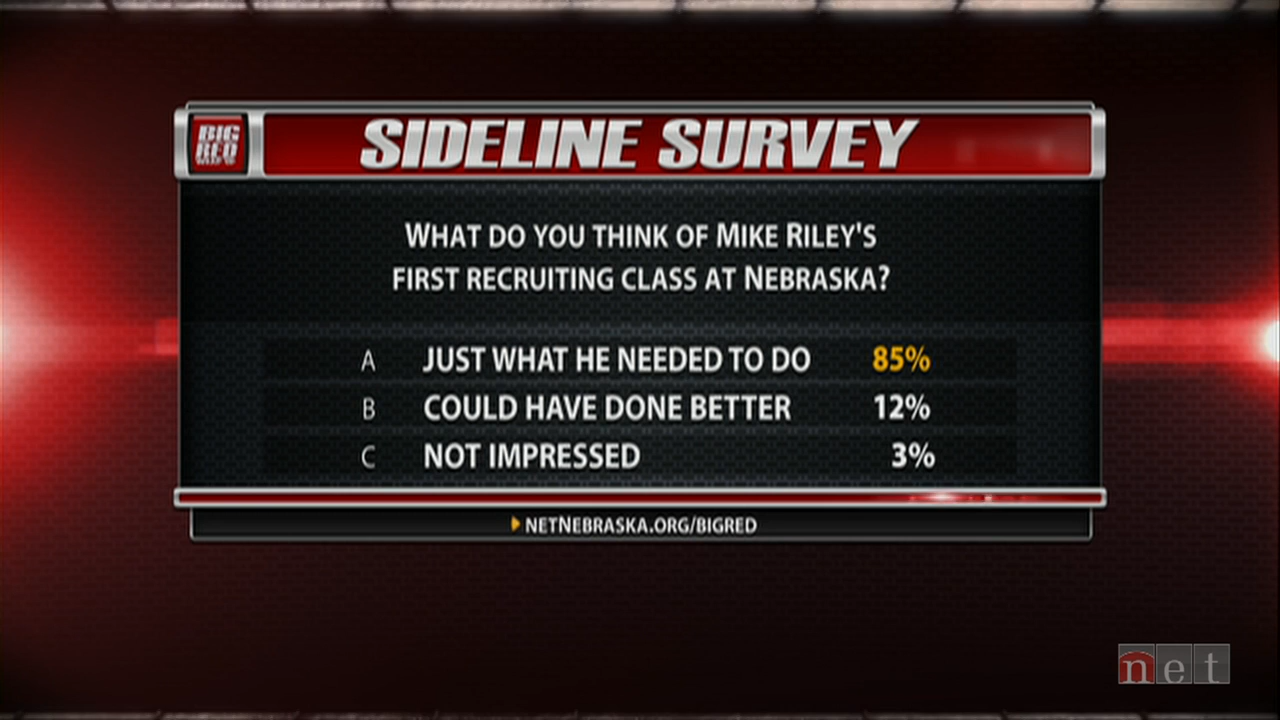 BIG
RED
SIDELINE SURVEY
WHAT DO YOU THINK OF MIKE RILEY'S
FIRST RECRUITING CLASS AT NEBRASKA?
A JUST WHAT HE NEEDED TO DO 85%
B COULD HAVE DONE BETTER 12%
C NOT IMPRESSED 3%
NETNEBRASKA.ORG/BIGRED
net